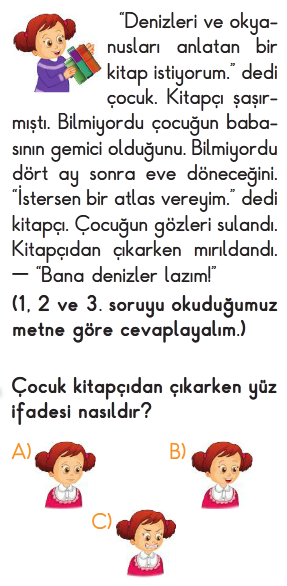 "Denizleri ve okya-
nusları anlatan bir
kitap istiyorum." dedi
çocuk. Kitapçı şaşır-
mıştı. Bilmiyordu çocuğun baba-
sının gemici olduğunu. Bilmiyordu
dört ay sonra eve döneceğini.
"İstersen bir atlas vereyim." dedi
kitapçı. Çocuğun gözleri sulandı.
Kitapçıdan çıkarken mırıldandı.
— "Bana denizler lazım!"
(1, 2 ve 3. soruyu okuduğumuz
metne göre cevaplayalım.)
Çocuk kitapçıdan çıkarken yüz
ifadesi nasıldır?
A) B)
C)